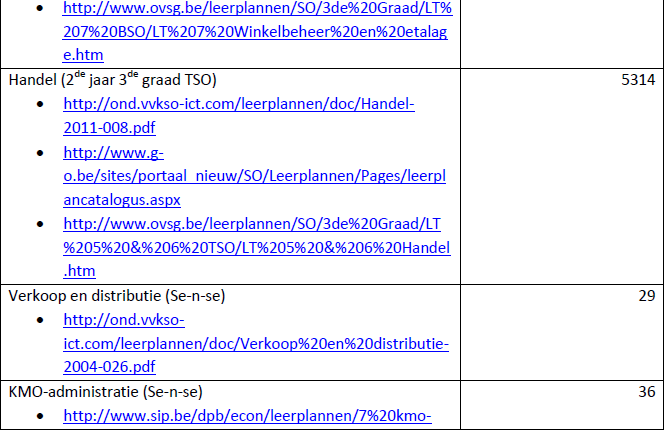 • http://www.ovsg.be/leerplannen/SO/3de%20Graad/LT%
207%20BSO/LT%207%20Winkelbeheer%20en%20etalag
e.htm
Handel (2de jaar 3de graad TSO) 5314
• http://ond.vvkso-ict.com/leerplannen/doc/Handel-
2011-008.pdf
• http://www.g-
o.be/sites/portaal_nieuw/SO/Leerplannen/Pages/leerpl
ancatalogus.aspx
• http://www.ovsg.be/leerplannen/SO/3de%20Graad/LT
%205%20&%206%20TSO/LT%205%20&%206%20Handel
.htm
Verkoop en distributie (Se-n-se) 29
• http://ond.vvkso-
ict.com/leerplannen/doc/Verkoop%20en%20distributie-
2004-026.pdf
KMO-administratie (Se-n-se) 36
• http://www.sip.be/dpb/econ/leerplannen/7%20kmo-